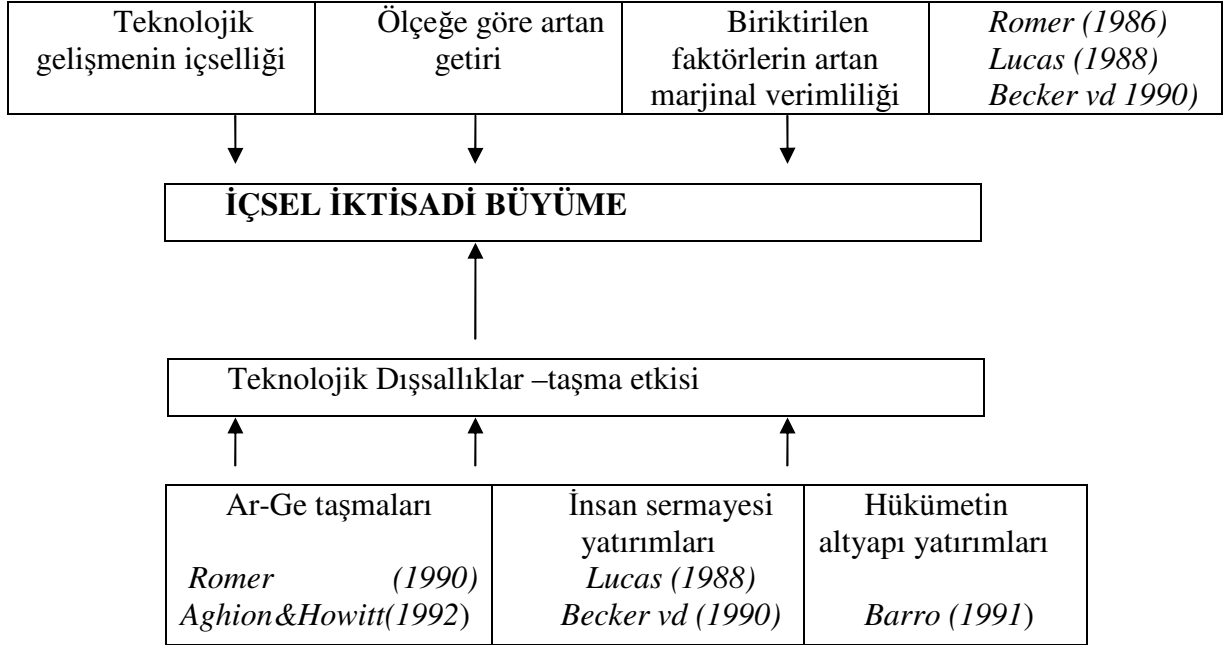 Teknolojik
gelişmenin içselliği
Ölçeğe göre artan
getiri
Biriktirilen
faktörlerin artan
marjinal verimliliği
Romer (1986)
Lucas (1988)
Becker vd 1990)
İÇSEL İKTİSADİ BÜYÜME
Teknolojik Dışsallıklar –taşma etkisi
Ar-Ge taşmaları
Romer (1990)
Aghion&Howitt(1992)
İnsan sermayesi
yatırımları
Lucas (1988)
Becker vd (1990)
Hükümetin
altyapı yatırımları
Barro (1991)